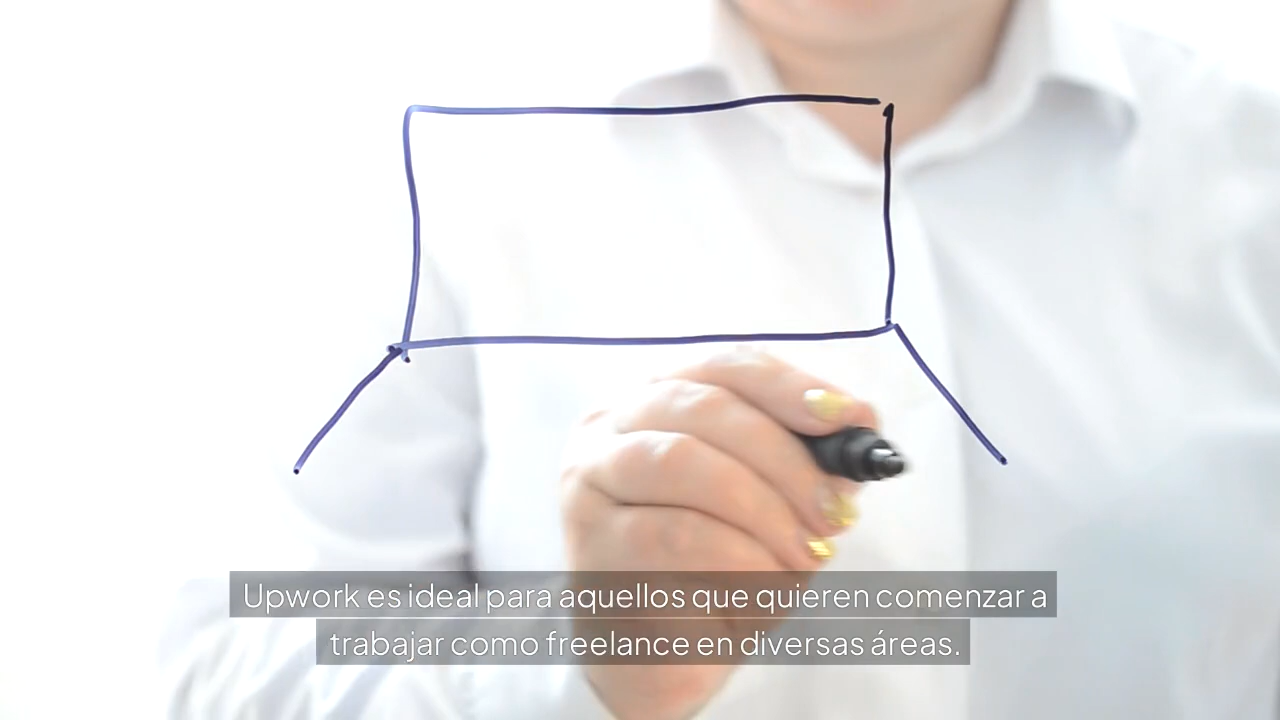 Upwork es ideal para aquellos que quieren comenzar a
trabajar como freelance en diversas áreas.